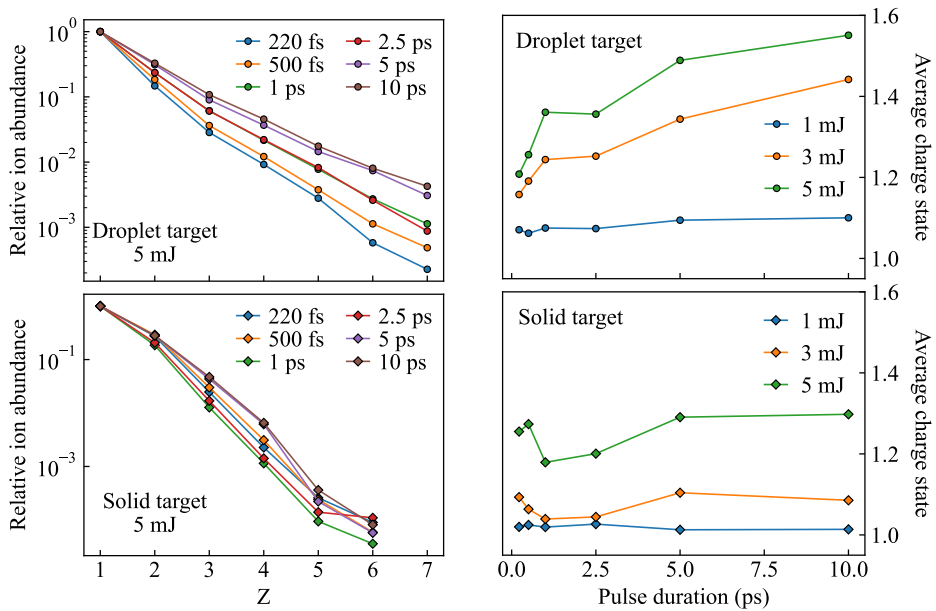 Relative ion abundance
10⁰
10⁻¹
10⁻²
10⁻³
220 fs
500 fs
1 ps
2.5 ps
5 ps
10 ps
Droplet target
5 mJ
Droplet target
1 mJ
3 mJ
5 mJ
1.6
1.4
1.2
1.0
Average charge state
Relative ion abundance
10⁻¹
10⁻³
220 fs
500 fs
1 ps
2.5 ps
5 ps
10 ps
Solid target
5 mJ
1 2 3 4 5 6 7
Z
Solid target
1 mJ
3 mJ
5 mJ
1.6
1.4
1.2
1.0
Average charge state
0.0 2.5 5.0 7.5 10.0
Pulse duration (ps)